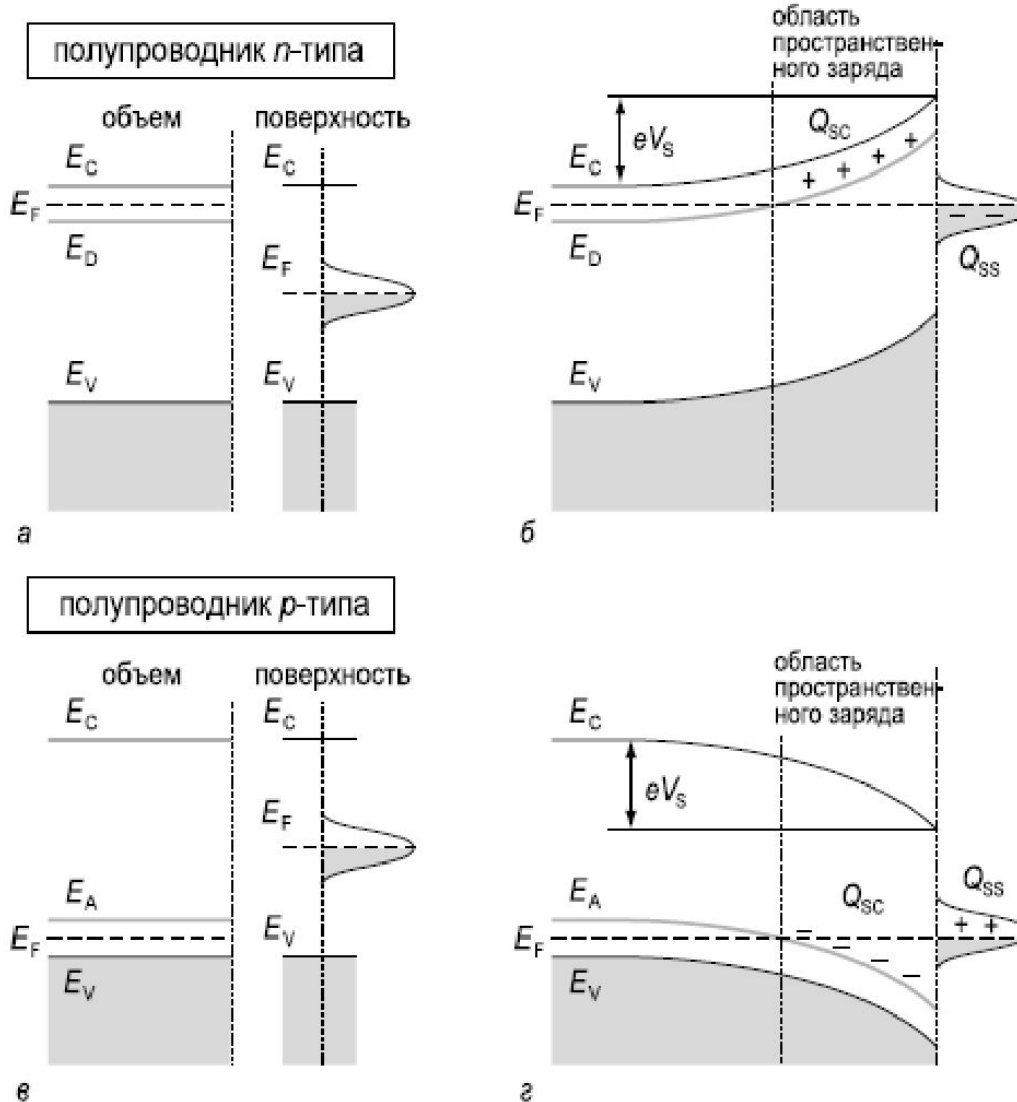 полупроводник n-типа
объем
поверхность
E_C
E_F
E_D
E_V
E_C
E_F
E_V
а
область
пространствен-
ного заряда
eV_S
Q_SC
+ + + +
E_C
E_F
E_D
E_V
– –
Q_SS
б
полупроводник p-типа
объем
поверхность
E_C
E_A
E_F
E_V
E_C
E_F
E_V
в
область
пространствен-
ного заряда
E_C
eV_S
E_A
E_F
E_V
Q_SC
– – – –
Q_SS
+ +
г